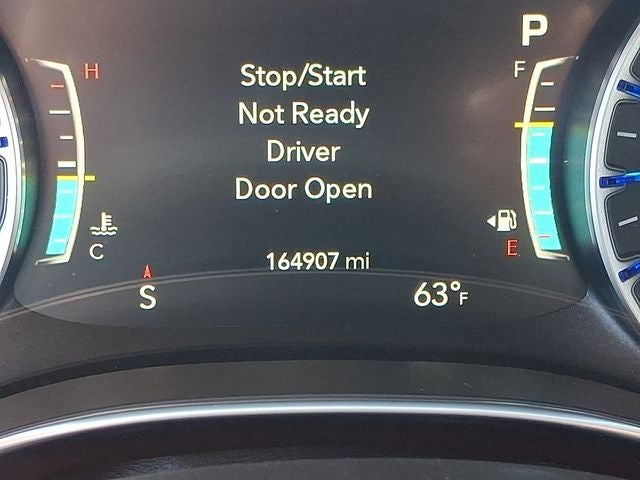 P
H
F
Stop/Start
Not Ready
Driver
Door Open
C
E
164907 mi
S
63°F